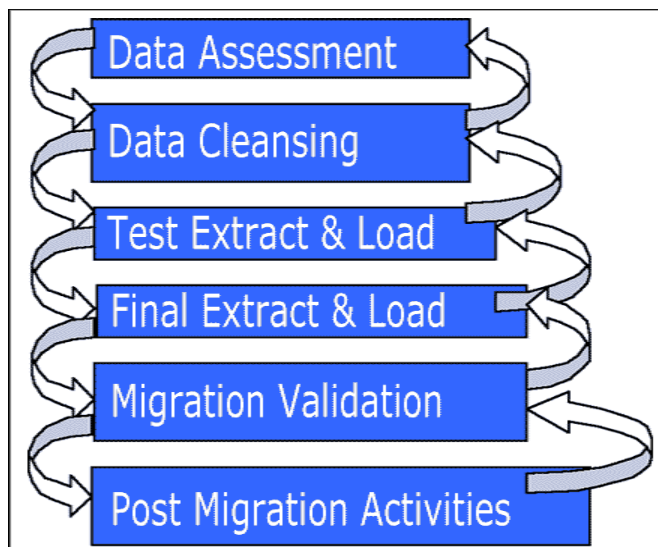 Data Assessment
Data Cleansing
Test Extract & Load
Final Extract & Load
Migration Validation
Post Migration Activities